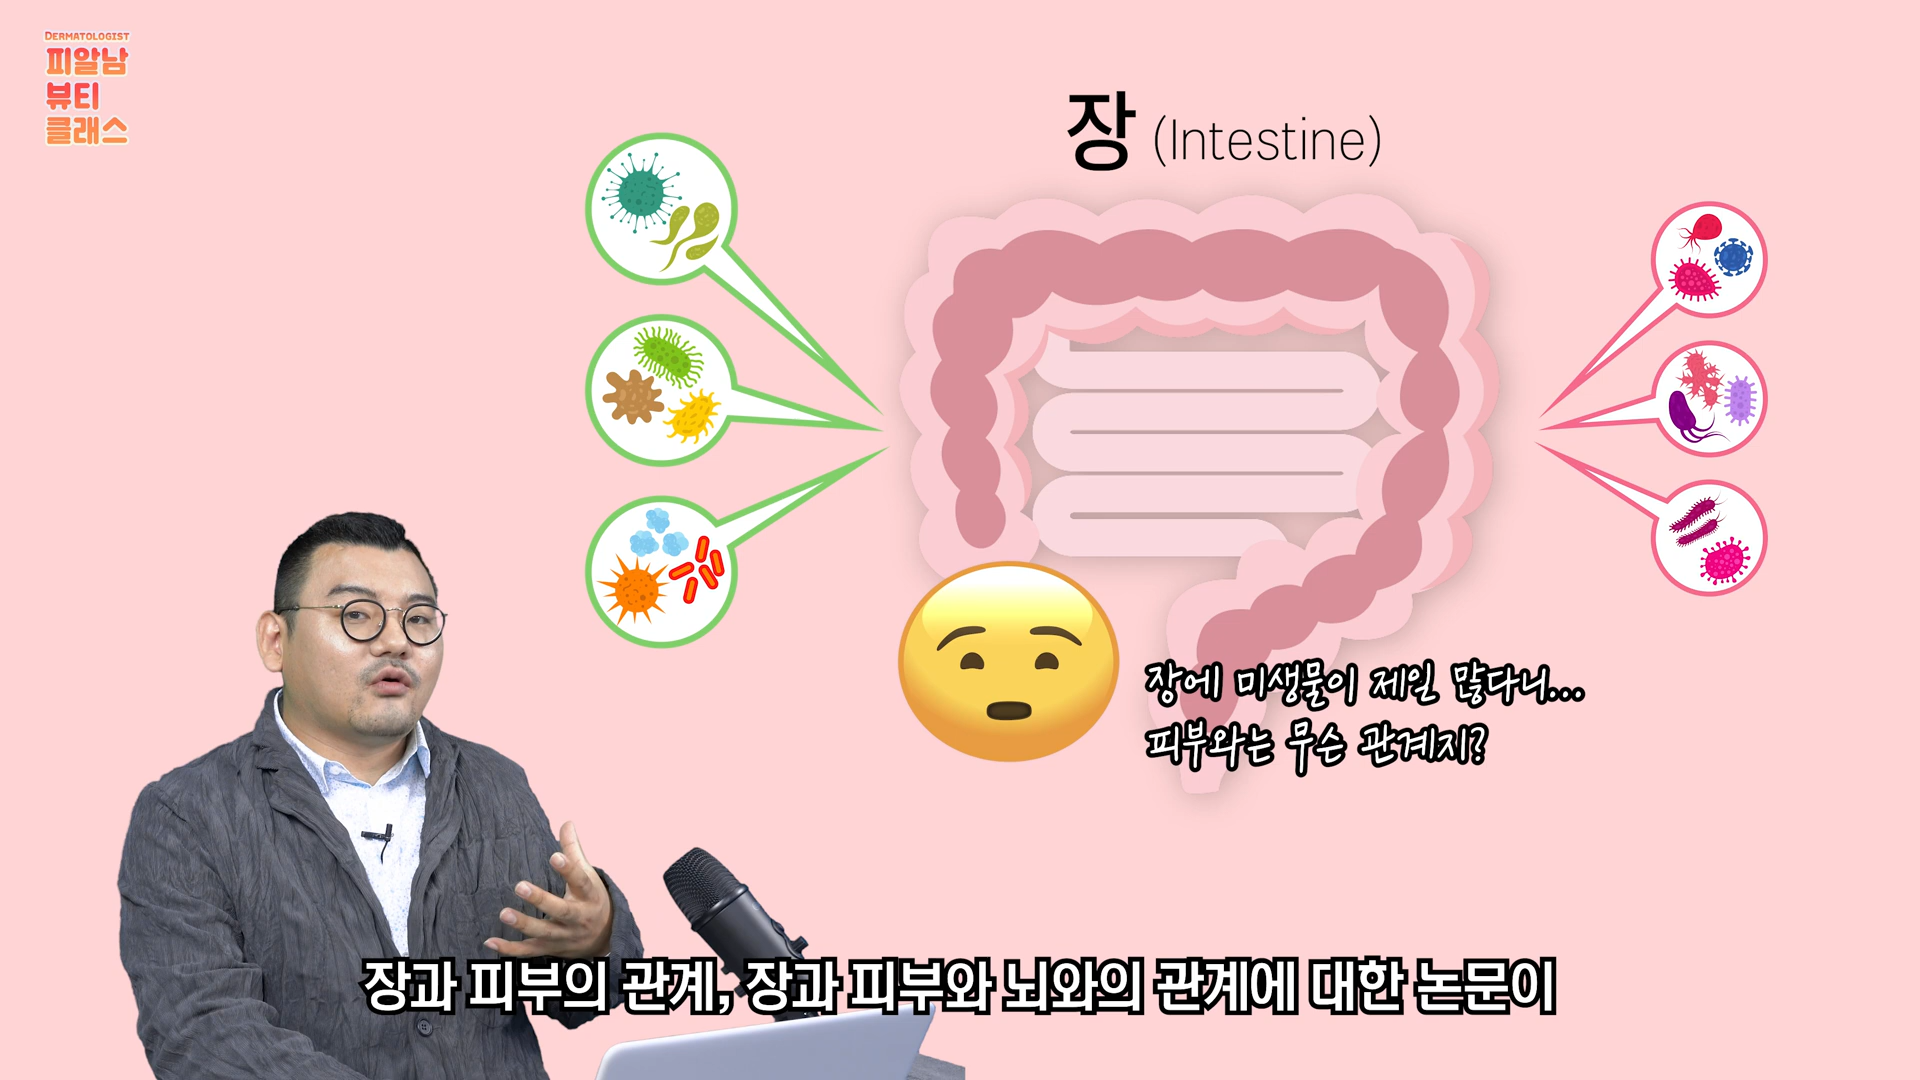 DERMATOLOGIST
피알남
뷰티
클래스
장 (Intestine)
장에 미생물이 제일 많다니...
피부와는 무슨 관계지?
장과 피부의 관계, 장과 피부와 뇌와의 관계에 대한 논문이